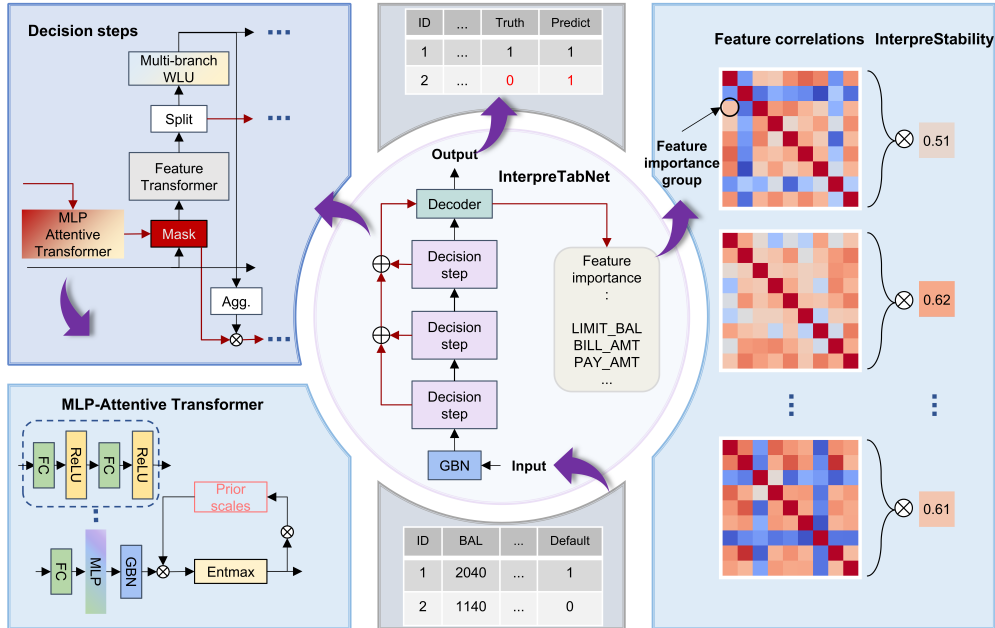 Decision steps
Multi-branch
WLU
Split
Feature
Transformer
MLP
Attentive
Transformer
Mask
Agg.
MLP-Attentive Transformer
FC
ReLU
FC
ReLU
Prior
scales
FC
MLP
GBN
Entmax
ID ... Truth Predict
1 ... 1 1
2 ... 0 1
Output
InterpreTabNet
Decoder
Decision
step
Decision
step
Decision
step
GBN
Input
Feature
importance
:
LIMIT_BAL
BILL_AMT
PAY_AMT
...
ID BAL ... Default
1 2040 ... 1
2 1140 ... 0
Feature correlations InterpreStability
Feature
importance
group
0.51
0.62
0.61